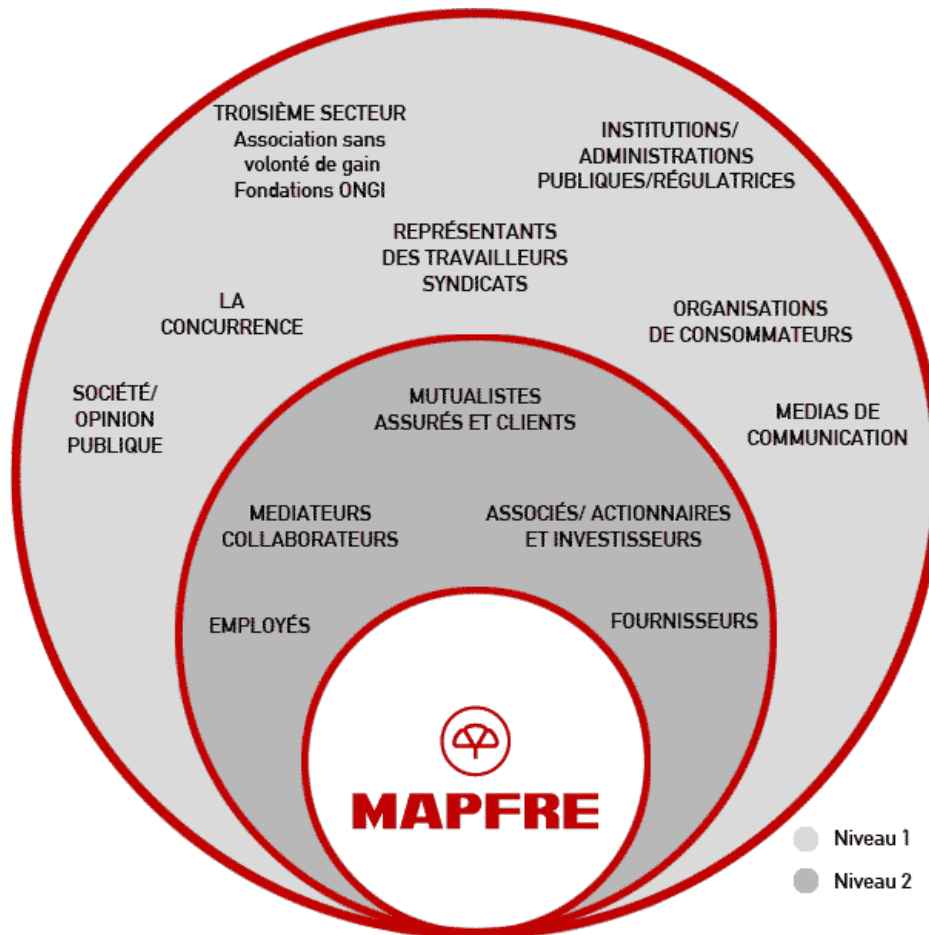 TROISIÈME SECTEUR
Association sans
volonté de gain
Fondations ONGI
INSTITUTIONS/
ADMINISTRATIONS
PUBLIQUES/RÉGULATRICES
REPRÉSENTANTS
DES TRAVAILLEURS
SYNDICATS
LA
CONCURRENCE
ORGANISATIONS
DE CONSOMMATEURS
SOCIÉTÉ/
OPINION
PUBLIQUE
MEDIAS DE
COMMUNICATION
MUTUALISTES
ASSURÉS ET CLIENTS
MEDIATEURS
COLLABORATEURS
ASSOCIÉS/ ACTIONNAIRES
ET INVESTISSEURS
EMPLOYÉS
FOURNISSEURS
MAPFRE
Niveau 1
Niveau 2